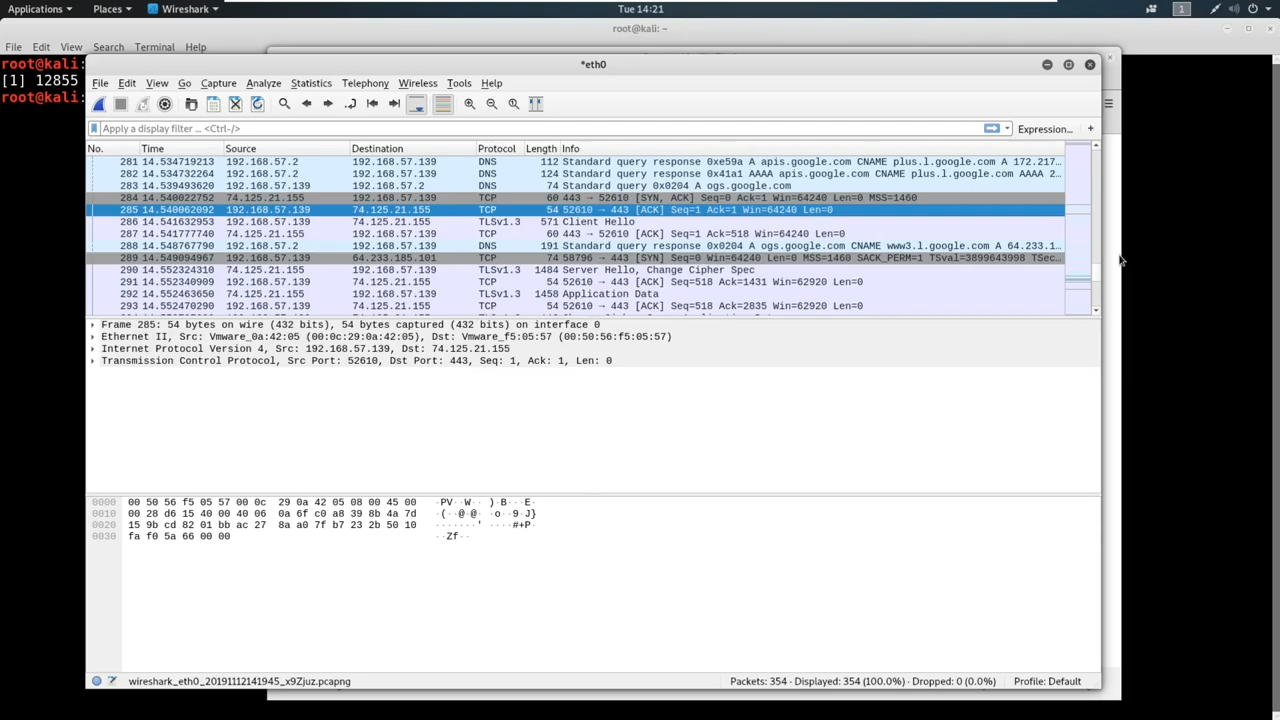 Applications Places Wireshark Tue 14:21 1
root@kali: ~
File Edit View Search Terminal Help
root@kali:
[1] 12855
root@kali:
*eth0
File Edit View Go Capture Analyze Statistics Telephony Wireless Tools Help
Apply a display filter ... <Ctrl-/> Expression... +
No. Time Source Destination Protocol Length Info
281 14.534719213 192.168.57.2 192.168.57.139 DNS 112 Standard query response 0xe59a A apis.google.com CNAME plus.l.google.com A 172.217…
282 14.534732264 192.168.57.2 192.168.57.139 DNS 124 Standard query response 0x41a1 AAAA apis.google.com CNAME plus.l.google.com AAAA 2…
283 14.539493620 192.168.57.139 192.168.57.2 DNS 74 Standard query 0x0204 A ogs.google.com
284 14.540022752 74.125.21.155 192.168.57.139 TCP 60 443 → 52610 [SYN, ACK] Seq=0 Ack=1 Win=64240 Len=0 MSS=1460
285 14.540062092 192.168.57.139 74.125.21.155 TCP 54 52610 → 443 [ACK] Seq=1 Ack=1 Win=64240 Len=0
286 14.541632953 192.168.57.139 74.125.21.155 TLSv1.3 571 Client Hello
287 14.541777740 74.125.21.155 192.168.57.139 TCP 60 443 → 52610 [ACK] Seq=1 Ack=518 Win=64240 Len=0
288 14.548767790 192.168.57.2 192.168.57.139 DNS 191 Standard query response 0x0204 A ogs.google.com CNAME www3.l.google.com A 64.233.1…
289 14.549094967 192.168.57.139 64.233.185.101 TCP 74 58796 → 443 [SYN] Seq=0 Win=64240 Len=0 MSS=1460 SACK_PERM=1 TSval=3899643998 TSec…
290 14.552324310 74.125.21.155 192.168.57.139 TLSv1.3 1484 Server Hello, Change Cipher Spec
291 14.552340909 192.168.57.139 74.125.21.155 TCP 54 52610 → 443 [ACK] Seq=518 Ack=1431 Win=62920 Len=0
292 14.552463650 74.125.21.155 192.168.57.139 TLSv1.3 1458 Application Data
293 14.552470290 192.168.57.139 74.125.21.155 TCP 54 52610 → 443 [ACK] Seq=518 Ack=2835 Win=62920 Len=0
Frame 285: 54 bytes on wire (432 bits), 54 bytes captured (432 bits) on interface 0
Ethernet II, Src: Vmware_0a:42:05 (00:0c:29:0a:42:05), Dst: Vmware_f5:05:57 (00:50:56:f5:05:57)
Internet Protocol Version 4, Src: 192.168.57.139, Dst: 74.125.21.155
Transmission Control Protocol, Src Port: 52610, Dst Port: 443, Seq: 1, Ack: 1, Len: 0
0000 00 50 56 f5 05 57 00 0c 29 0a 42 05 08 00 45 00 ·PV··W·· )·B···E·
0010 00 28 d6 15 40 00 40 06 0a 6f c0 a8 39 8b 4a 7d ·(··@·@· ·o··9·J}
0020 15 9b cd 82 01 bb ac 27 8a a0 7f b7 23 2b 50 10 ·······' ····#+P·
0030 fa f0 5a 66 00 00 ··Zf··
wireshark_eth0_20191112141945_x9Zjuz.pcapng Packets: 354 · Displayed: 354 (100.0%) · Dropped: 0 (0.0%) Profile: Default